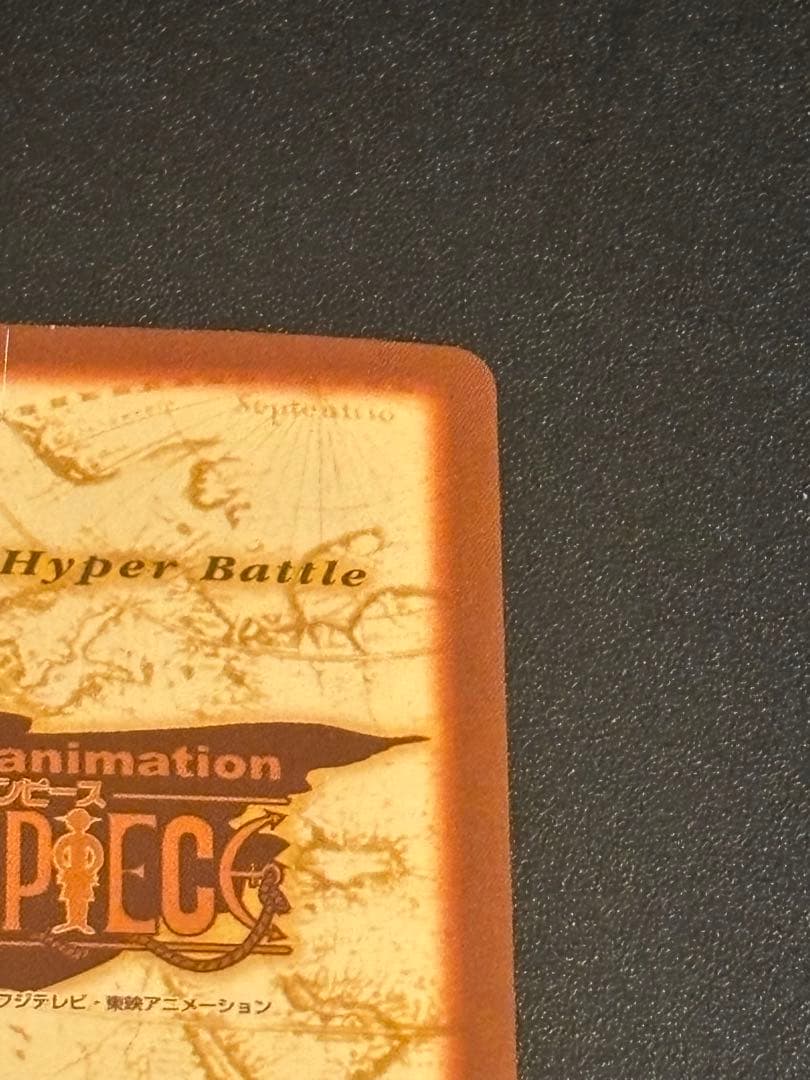 Septentrio
Hyper Battle
animation
ンピース
PIECE
フジテレビ・東映アニメーション